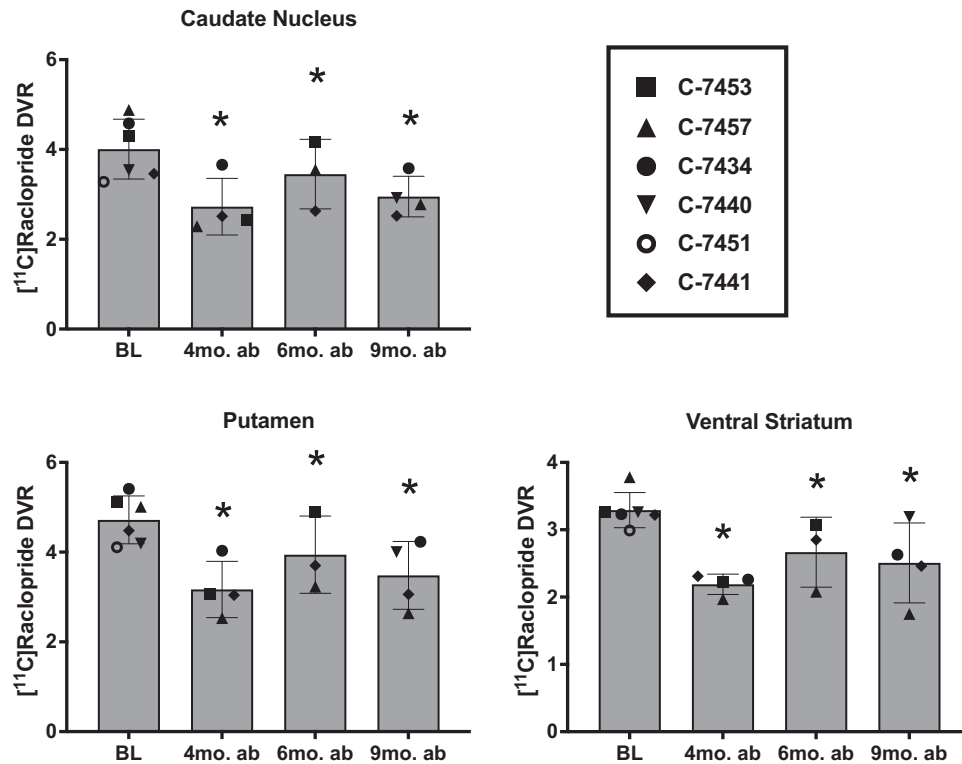 Caudate Nucleus
[¹¹C]Raclopride DVR
6
4
2
0
BL 4mo. ab 6mo. ab 9mo. ab
* * *
C-7453
C-7457
C-7434
C-7440
C-7451
C-7441
Putamen
[¹¹C]Raclopride DVR
6
4
2
0
BL 4mo. ab 6mo. ab 9mo. ab
* * *
Ventral Striatum
[¹¹C]Raclopride DVR
4
3
2
1
0
BL 4mo. ab 6mo. ab 9mo. ab
* * *